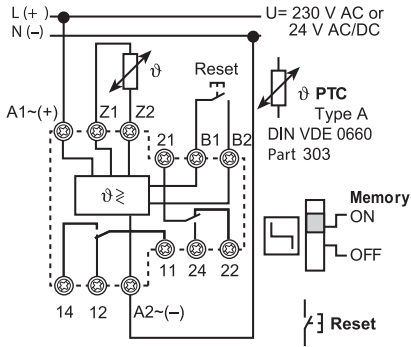 L (+) U= 230 V AC or
N (–) 24 V AC/DC
ϑ
Reset
ϑ PTC
Type A
DIN VDE 0660
Part 303
A1~(+) Z1 Z2
21 B1 B2
ϑ≷
Memory
ON
OFF
11 24 22
14 12 A2~(–)
Reset